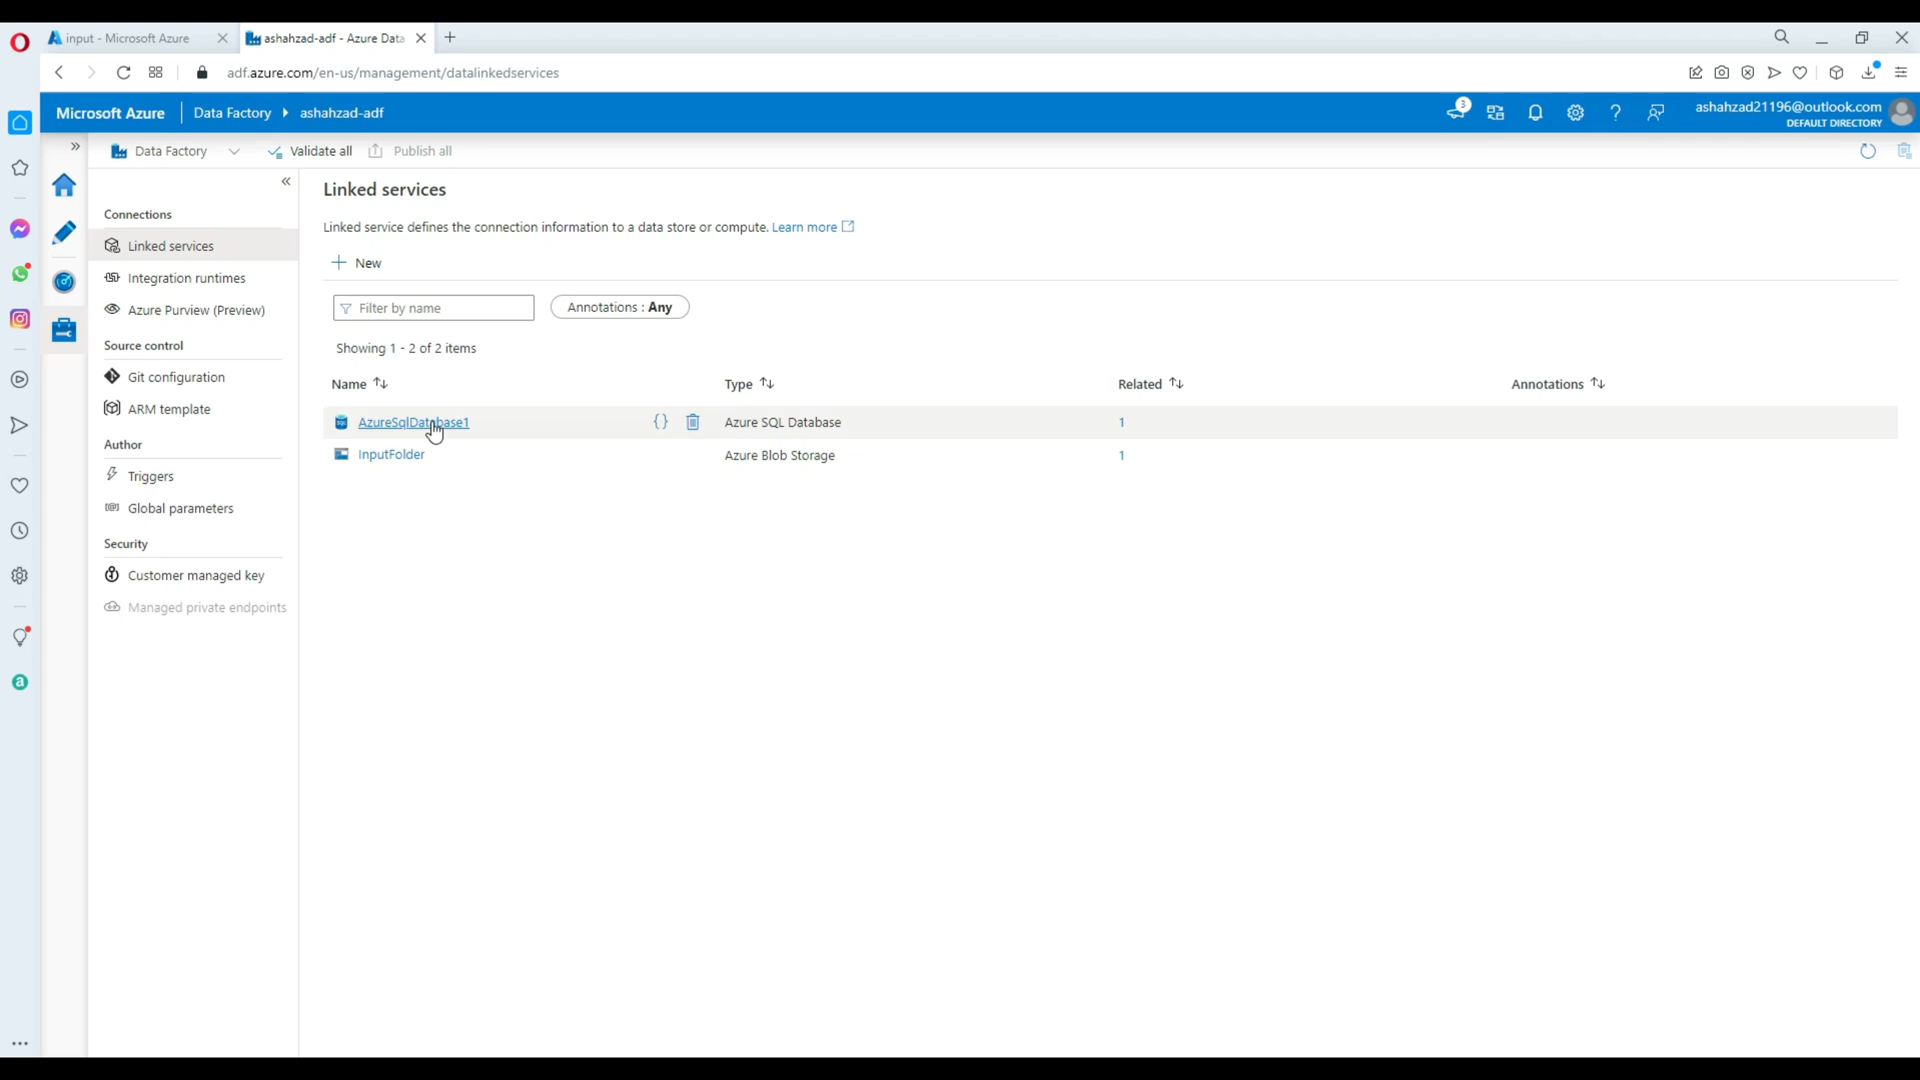 input - Microsoft Azure
ashahzad-adf - Azure Data
adf.azure.com/en-us/management/datalinkedservices
Microsoft Azure
Data Factory
ashahzad-adf
3
ashahzad21196@outlook.com
DEFAULT DIRECTORY
Data Factory
Validate all
Publish all
Connections
Linked services
Integration runtimes
Azure Purview (Preview)
Source control
Git configuration
ARM template
Author
Triggers
Global parameters
Security
Customer managed key
Managed private endpoints
Linked services
Linked service defines the connection information to a data store or compute. Learn more
New
Filter by name
Annotations : Any
Showing 1 - 2 of 2 items
Name Type Related Annotations
AzureSqlDatabase1 {} Azure SQL Database 1
InputFolder Azure Blob Storage 1
a